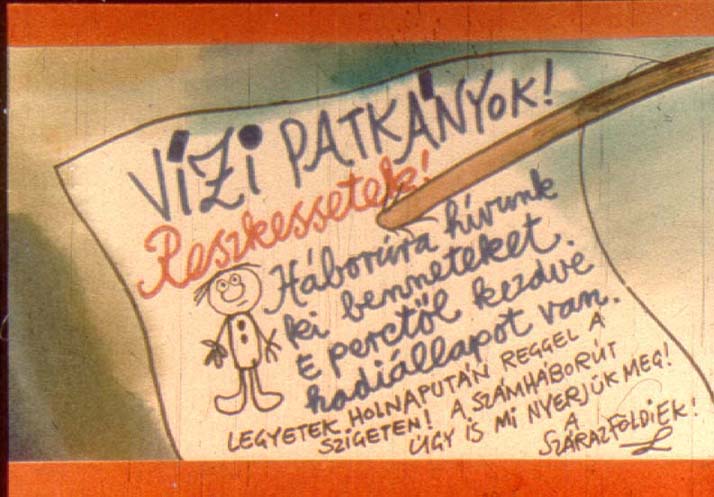 VÍZI PATKÁNYOK!
Reszkessetek!
Háborúra hívunk
ki benneteket.
E perctől kezdve
hadiállapot van.
LEGYETEK HOLNAPUTÁN REGGEL A
SZIGETEN! A SZÁMHÁBORÚT
ÚGY IS MI NYERJÜK MEG!
A
SZÁRAZFÖLDIEK!